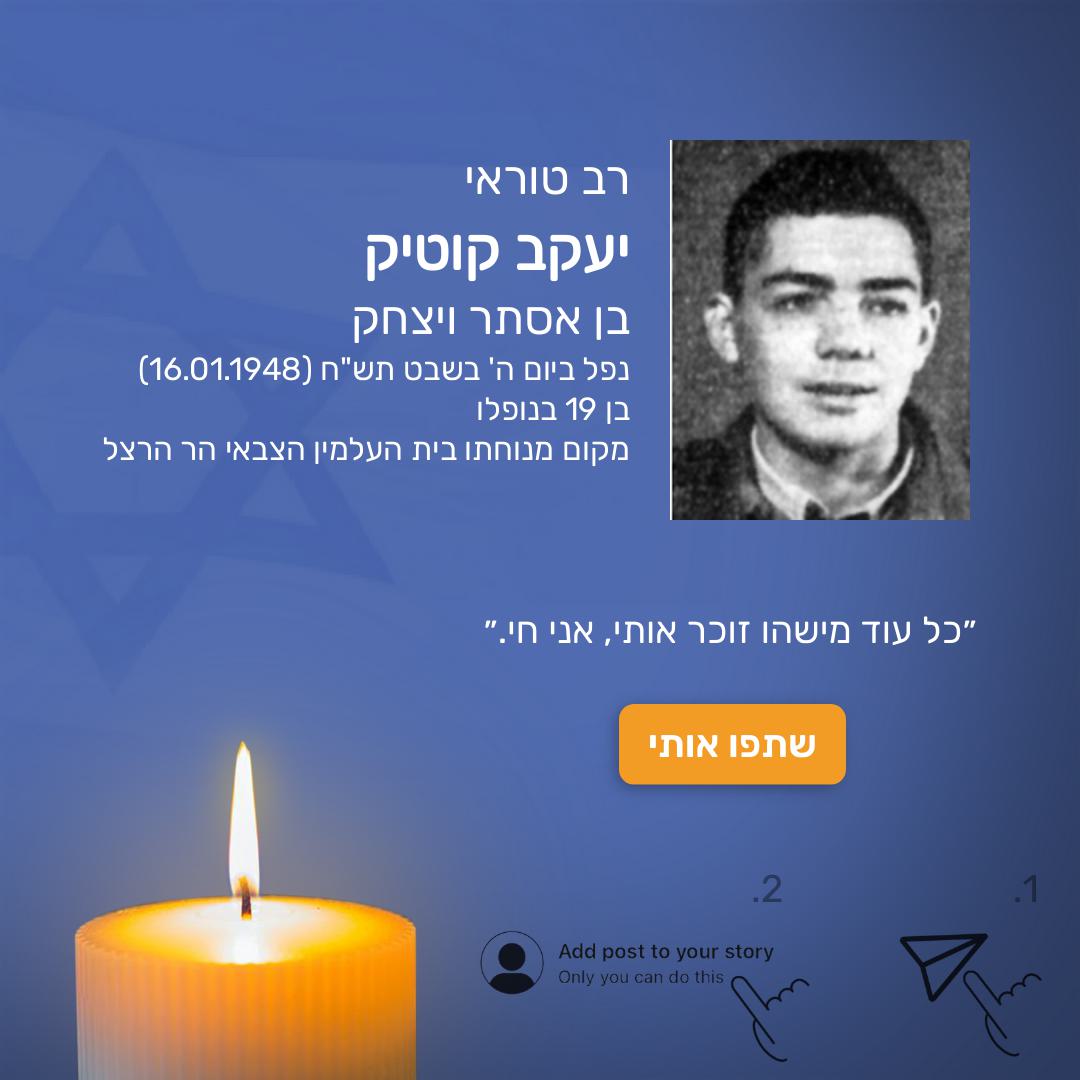 רב טוראי
יעקב קוטיק
בן אסתר ויצחק
נפל ביום ה' בשבט תש"ח (16.01.1948)
בן 19 בנופלו
מקום מנוחתו בית העלמין הצבאי הר הרצל
״כל עוד מישהו זוכר אותי, אני חי.״
שתפו אותי
.1
.2
Add post to your story
Only you can do this